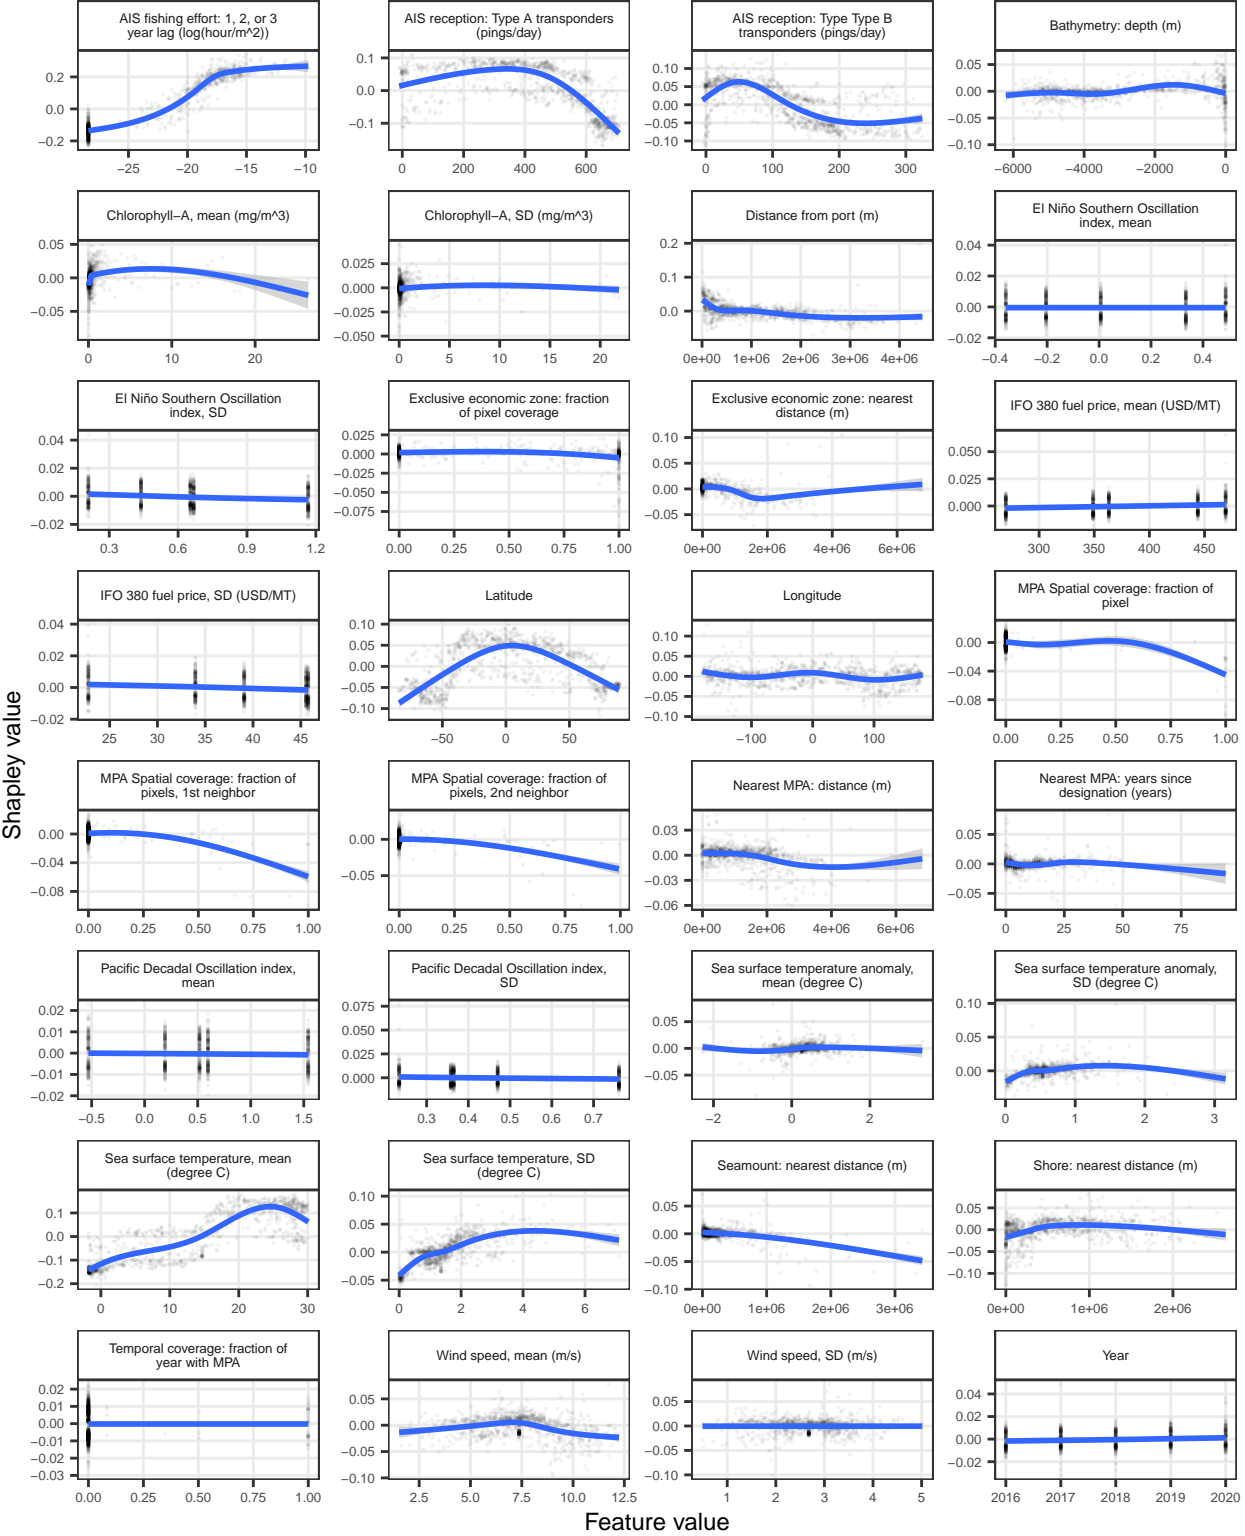 AIS fishing effort: 1, 2, or 3
year lag (log(hour/m^2))
AIS reception: Type A transponders
(pings/day)
AIS reception: Type Type B
transponders (pings/day)
Bathymetry: depth (m)
0.2
0.0
−0.2
−25 −20 −15 −10
0.1
0.0
−0.1
0 200 400 600
0.10
0.05
0.00
−0.05
−0.10
0 100 200 300
0.05
0.00
−0.05
−0.10
−6000 −4000 −2000 0
Chlorophyll−A, mean (mg/m^3)
Chlorophyll−A, SD (mg/m^3)
Distance from port (m)
El Niño Southern Oscillation
index, mean
0.05
0.00
−0.05
0 10 20
0.025
0.000
−0.025
−0.050
0 5 10 15 20
0.2
0.1
0.0
0e+00 1e+06 2e+06 3e+06 4e+06
0.04
0.02
0.00
−0.02
−0.4 −0.2 0.0 0.2 0.4
El Niño Southern Oscillation
index, SD
Exclusive economic zone: fraction
of pixel coverage
Exclusive economic zone: nearest
distance (m)
IFO 380 fuel price, mean (USD/MT)
0.04
0.02
0.00
−0.02
0.3 0.6 0.9 1.2
0.025
0.000
−0.025
−0.050
−0.075
0.00 0.25 0.50 0.75 1.00
0.10
0.05
0.00
−0.05
0e+00 2e+06 4e+06 6e+06
0.050
0.025
0.000
300 350 400 450
IFO 380 fuel price, SD (USD/MT)
Latitude
Longitude
MPA Spatial coverage: fraction of
pixel
0.04
0.02
0.00
−0.02
25 30 35 40 45
0.10
0.05
0.00
−0.05
−0.10
−50 0 50
0.10
0.05
0.00
−0.05
−0.10
−100 0 100
0.00
−0.04
−0.08
0.00 0.25 0.50 0.75 1.00
Shapley value
MPA Spatial coverage: fraction of
pixels, 1st neighbor
MPA Spatial coverage: fraction of
pixels, 2nd neighbor
Nearest MPA: distance (m)
Nearest MPA: years since
designation (years)
0.00
−0.04
−0.08
0.00 0.25 0.50 0.75 1.00
0.00
−0.05
0.00 0.25 0.50 0.75 1.00
0.03
0.00
−0.03
−0.06
0e+00 2e+06 4e+06 6e+06
0.05
0.00
−0.05
0 25 50 75
Pacific Decadal Oscillation index,
mean
Pacific Decadal Oscillation index,
SD
Sea surface temperature anomaly,
mean (degree C)
Sea surface temperature anomaly,
SD (degree C)
0.02
0.01
0.00
−0.01
−0.02
−0.5 0.0 0.5 1.0 1.5
0.075
0.050
0.025
0.000
0.3 0.4 0.5 0.6 0.7
0.05
0.00
−0.05
−2 0 2
0.10
0.05
0.00
0 1 2 3
Sea surface temperature, mean
(degree C)
Sea surface temperature, SD
(degree C)
Seamount: nearest distance (m)
Shore: nearest distance (m)
0.1
0.0
−0.1
−0.2
0 10 20 30
0.10
0.05
0.00
−0.05
0 2 4 6
0.05
0.00
−0.05
−0.10
0e+00 1e+06 2e+06 3e+06
0.05
0.00
−0.05
−0.10
0e+00 1e+06 2e+06
Temporal coverage: fraction of
year with MPA
Wind speed, mean (m/s)
Wind speed, SD (m/s)
Year
0.02
0.01
0.00
−0.01
−0.02
−0.03
0.00 0.25 0.50 0.75 1.00
0.05
0.00
−0.05
−0.10
2.5 5.0 7.5 10.0 12.5
0.05
0.00
−0.05
−0.10
1 2 3 4 5
0.04
0.02
0.00
−0.02
2016 2017 2018 2019 2020
Feature value